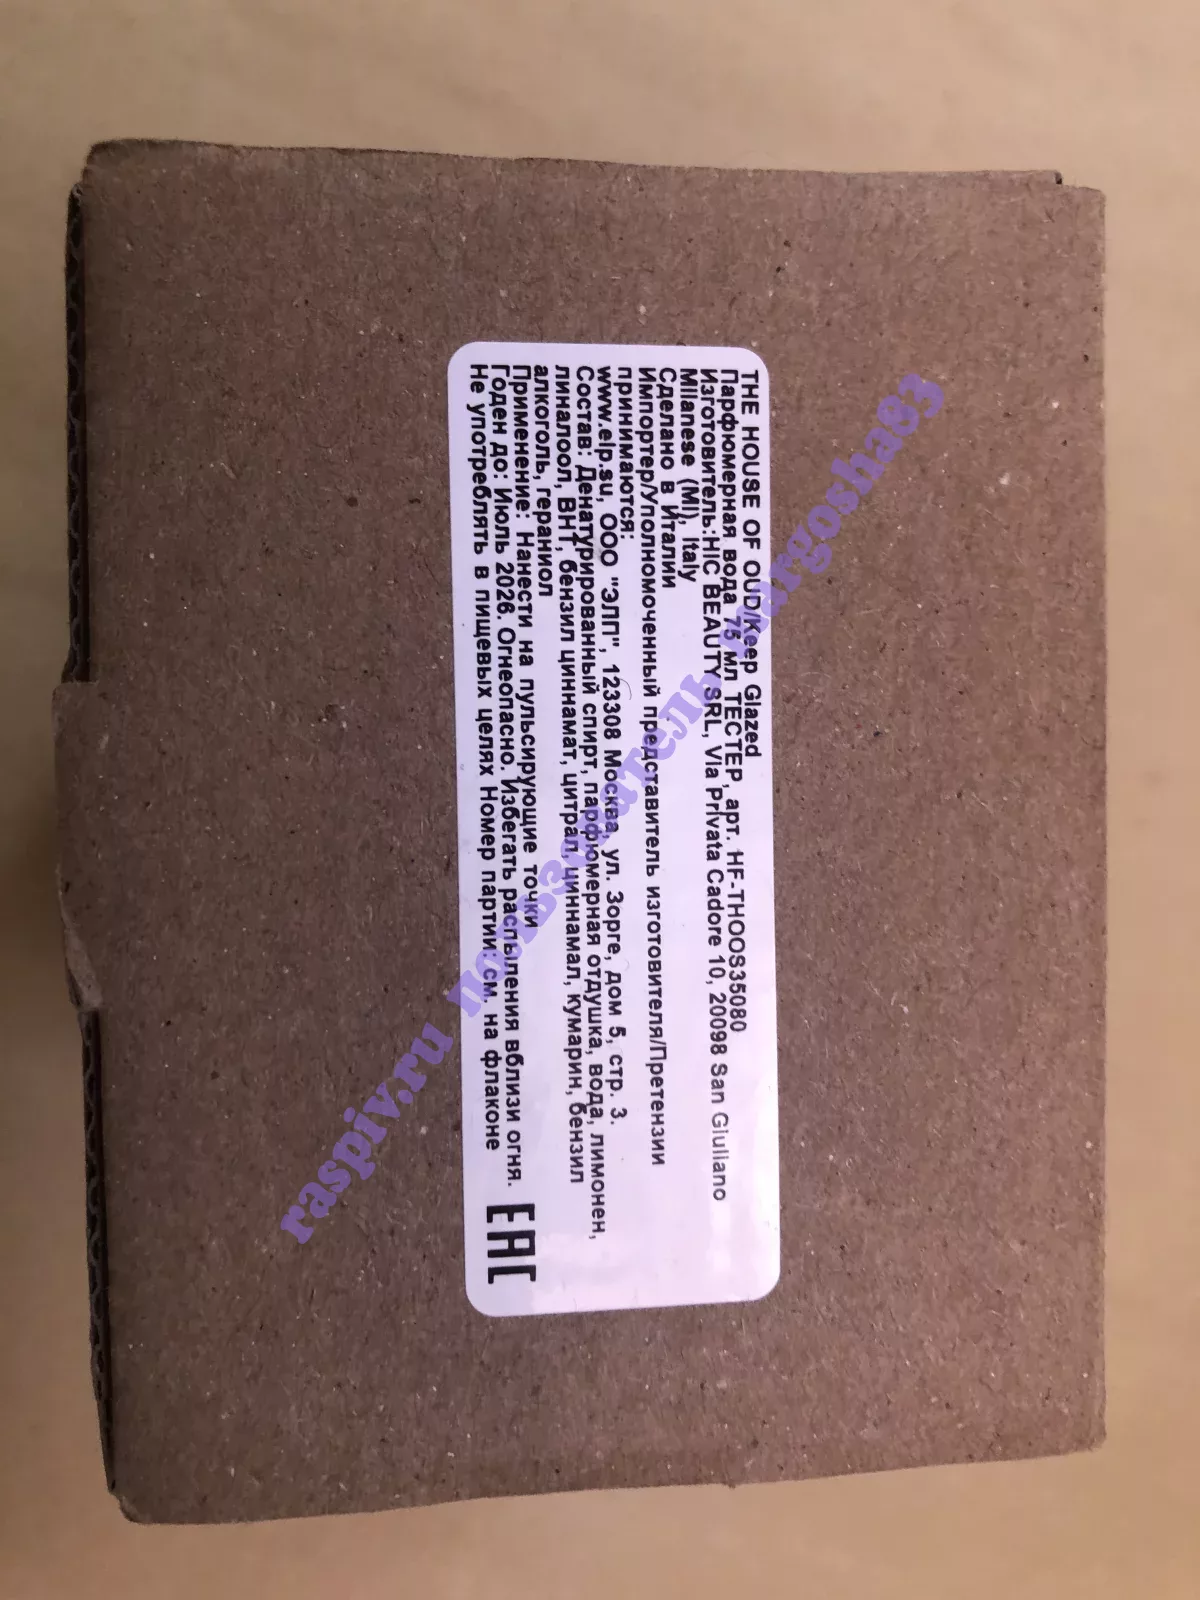 THE HOUSE OF OUD/Keep Glazed
Парфюмерная вода 75 мл ТЕСТЕР, арт. HF-THOOS35080
Изготовитель:HIC BEAUTY SRL, Via Privata Cadore 10, 20098 San Giuliano
Milanese (MI), Italy
Сделано в Италии
Импортер/Уполномоченный представитель изготовителя/Претензии
принимаются:
www.elp.su, ООО "ЭЛП", 123308 Москва, ул. Зорге, дом 5, стр. 3.
Состав: Денатурированный спирт, парфюмерная отдушка, вода, лимонен,
линалоол, BHT, бензил циннамат, цитрал, циннамал, кумарин, бензил
алкоголь, гераниол
Применение: Нанести на пульсирующие точки
Годен до: Июль 2026. Огнеопасно. Избегать распыления вблизи огня.
Не употреблять в пищевых целях Номер партии см. на флаконе
EAC
raspiv.ru пользователь margosha83